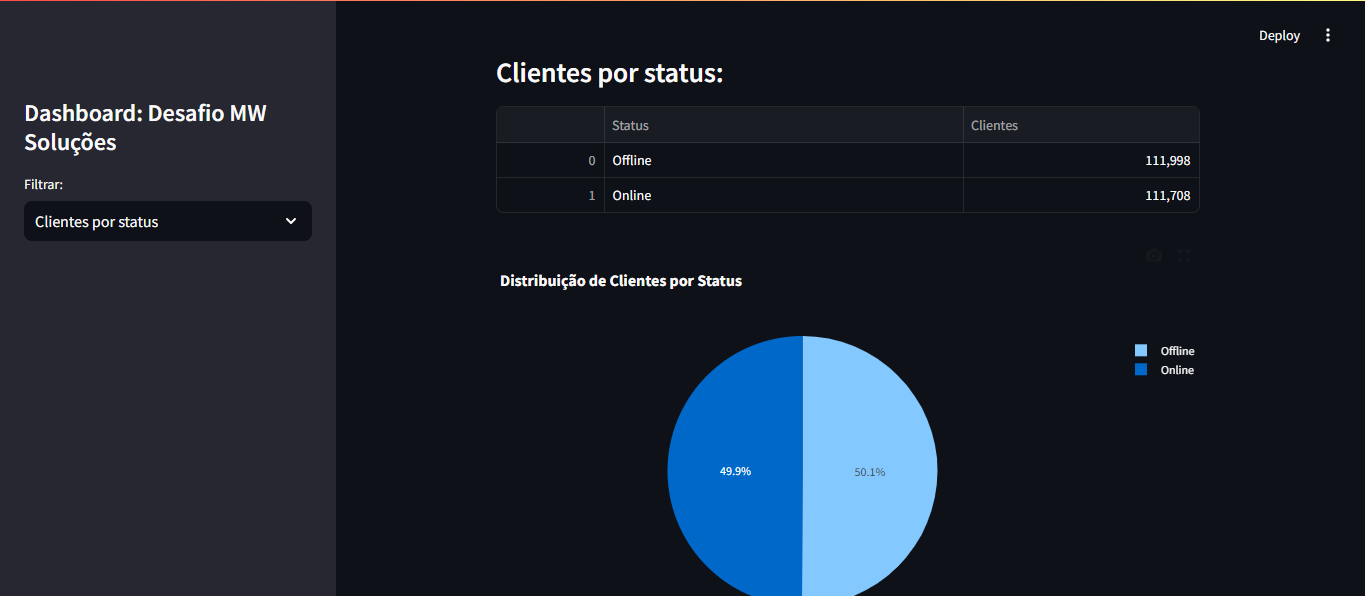 Deploy
Dashboard: Desafio MW
Soluções
Filtrar:
Clientes por status
Clientes por status:
Status Clientes
0 Offline 111,998
1 Online 111,708
Distribuição de Clientes por Status
Offline
Online
49.9% 50.1%